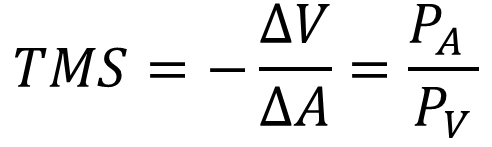 TMS = − ΔV/ΔA = P_A/P_V